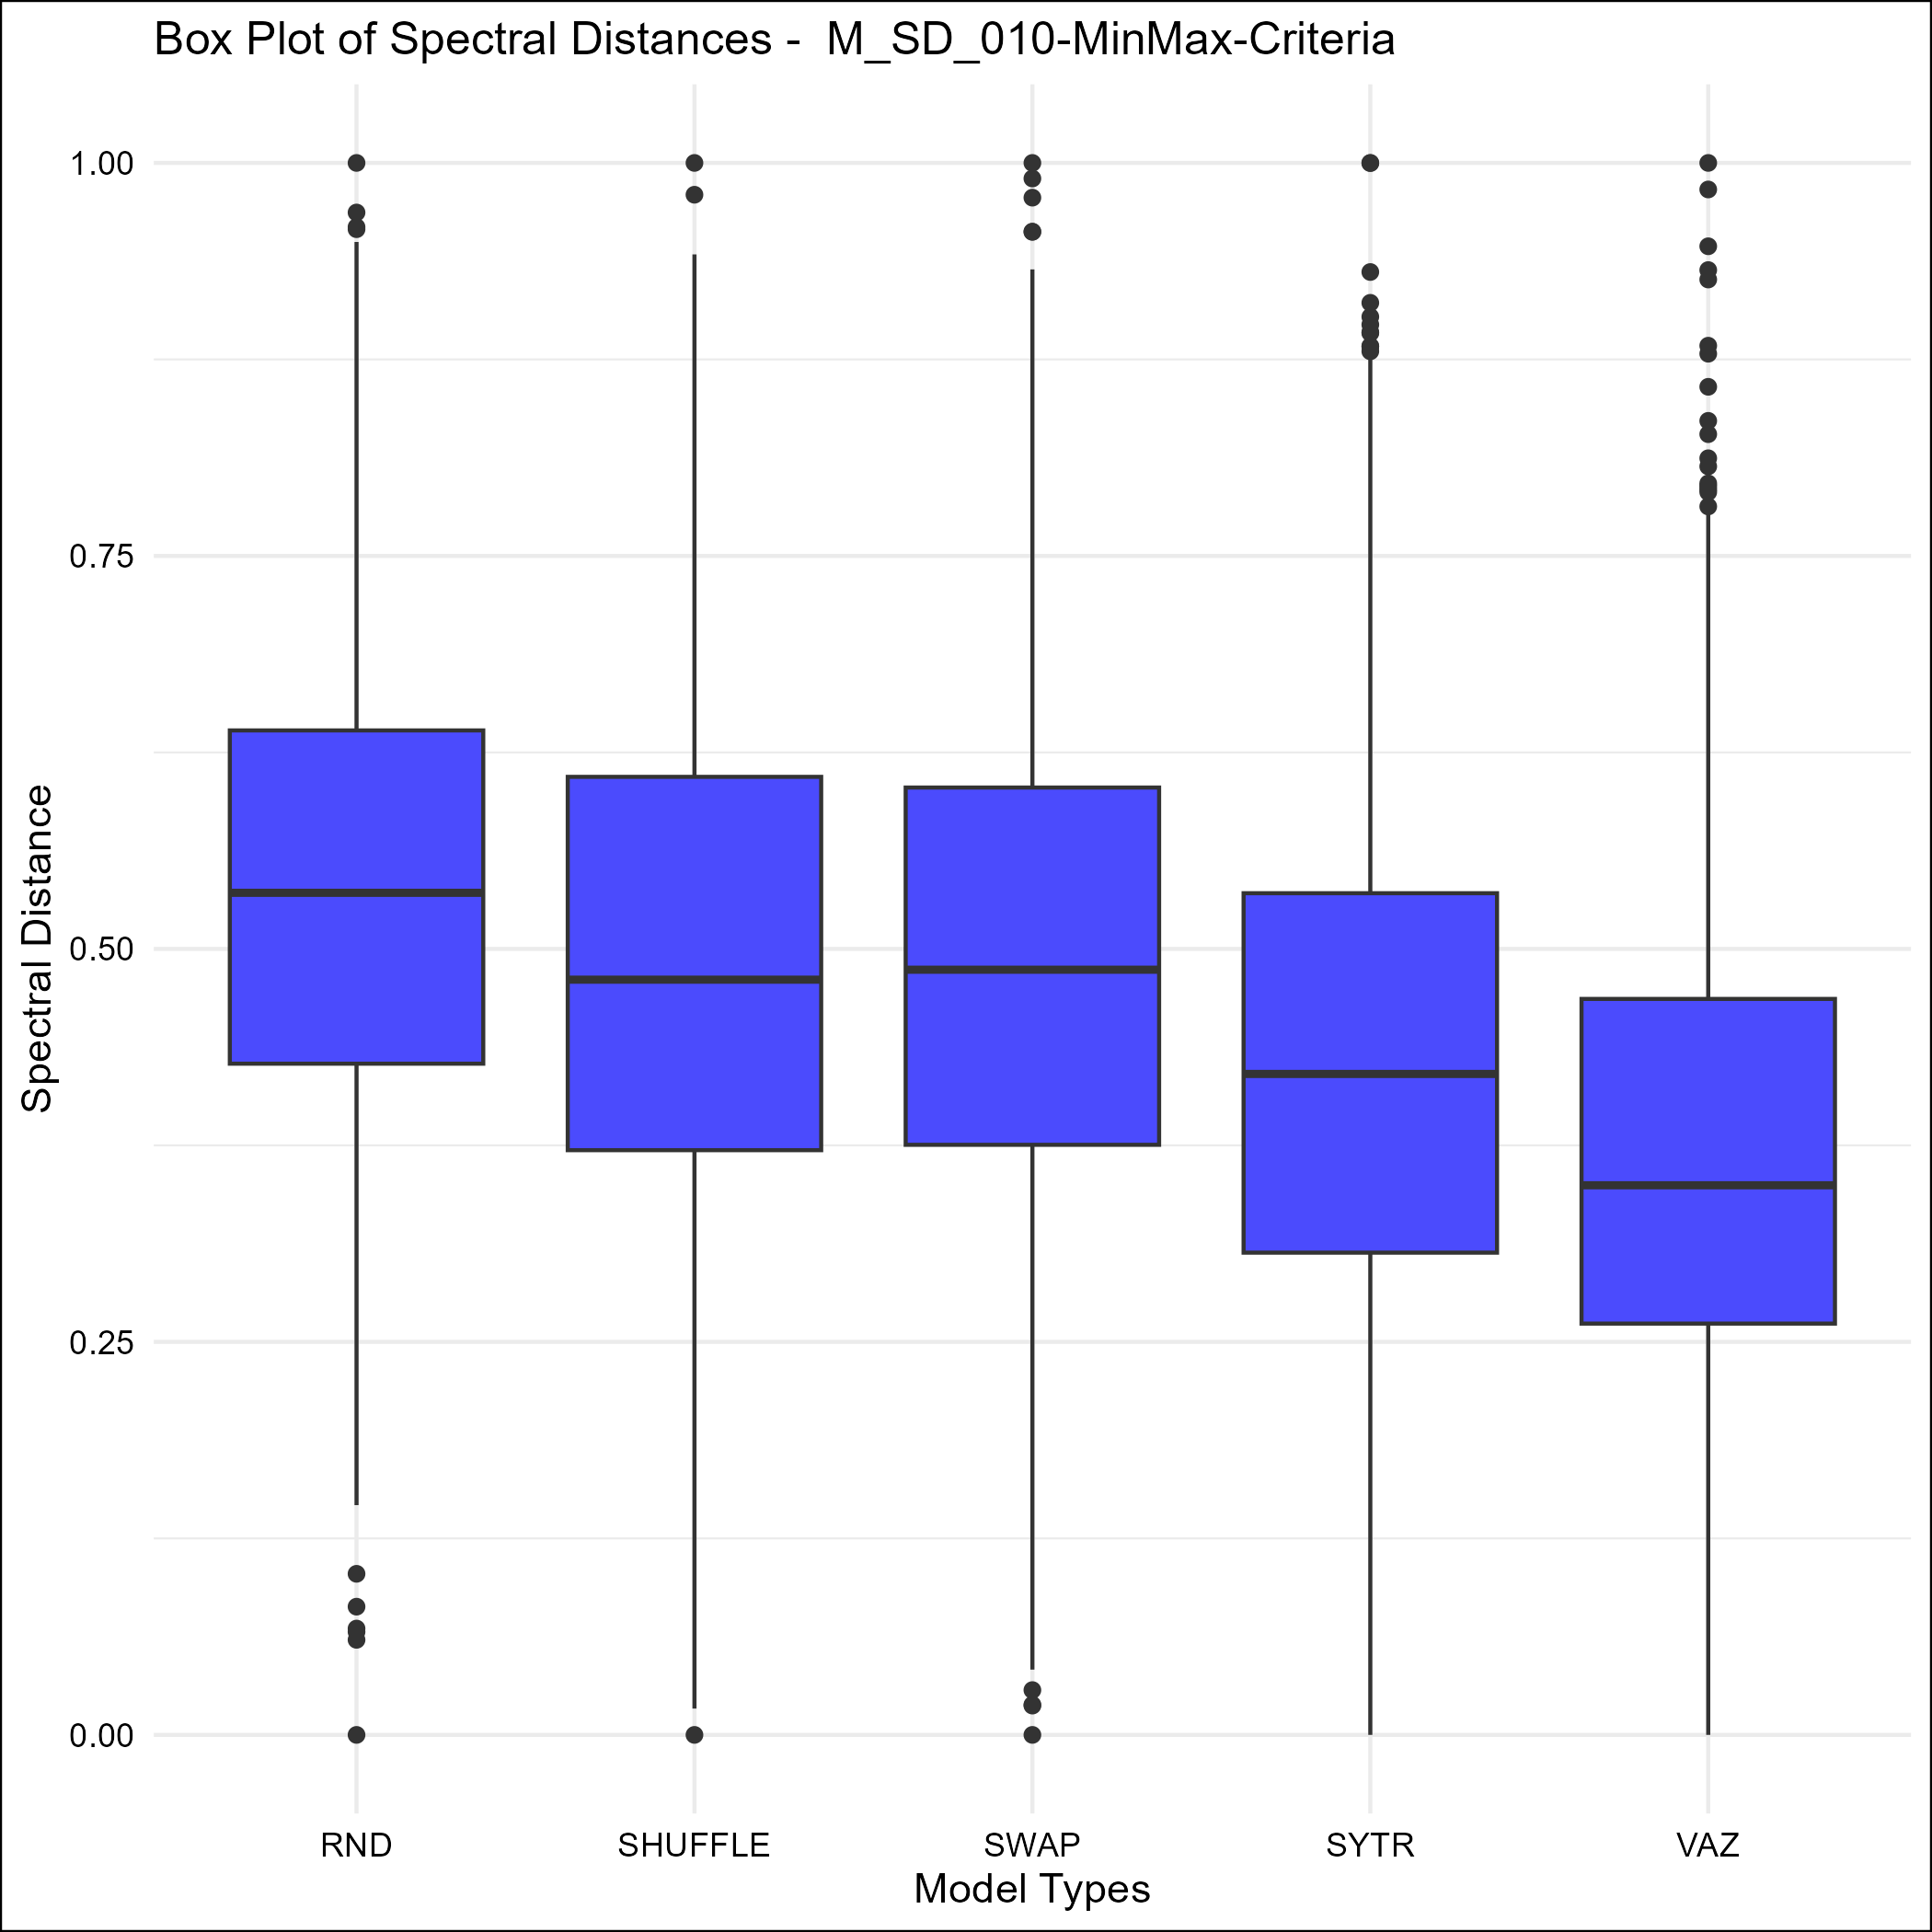 Box Plot of Spectral Distances -  M_SD_010-MinMax-Criteria
1.00
0.75
0.50
0.25
0.00
Spectral Distance
RND SHUFFLE SWAP SYTR VAZ
Model Types